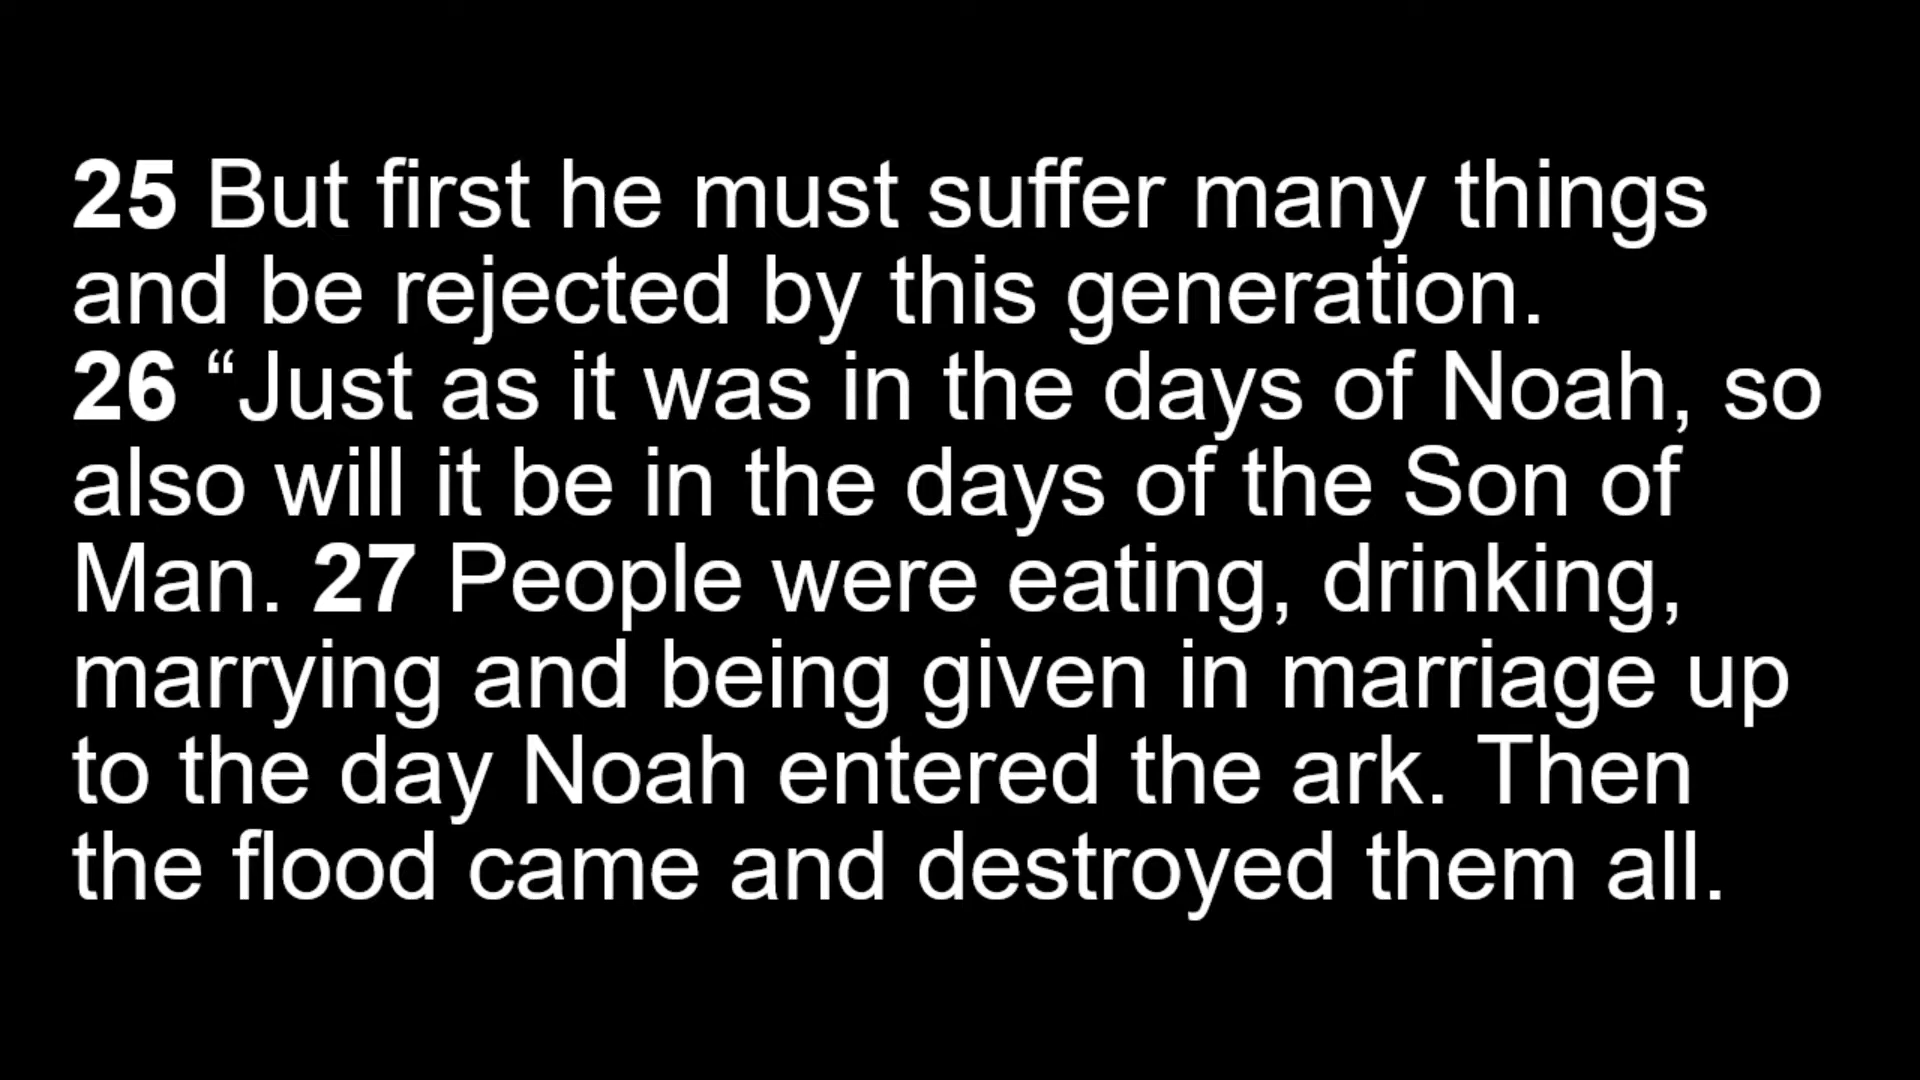 25 But first he must suffer many things
and be rejected by this generation.
26 “Just as it was in the days of Noah, so
also will it be in the days of the Son of
Man. 27 People were eating, drinking,
marrying and being given in marriage up
to the day Noah entered the ark. Then
the flood came and destroyed them all.